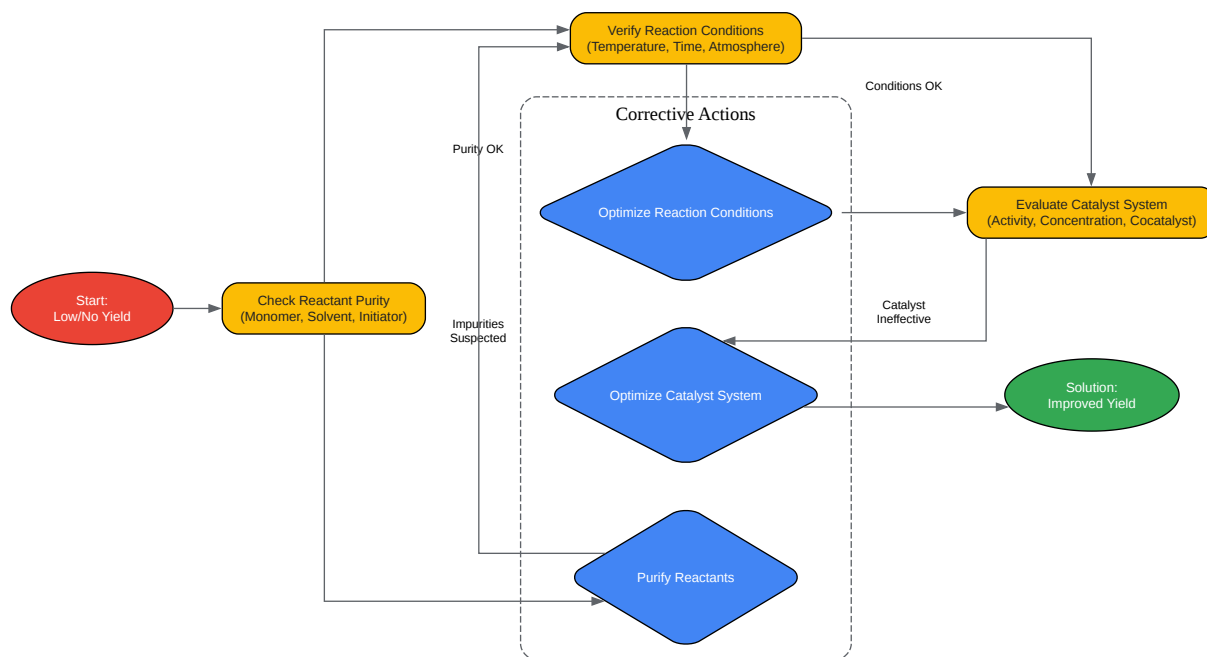 Verify Reaction Conditions
(Temperature, Time, Atmosphere)
Conditions OK
Corrective Actions
Purity OK
Optimize Reaction Conditions
Evaluate Catalyst System
(Activity, Concentration, Cocatalyst)
Start:
Low/No Yield
Check Reactant Purity
(Monomer, Solvent, Initiator)
Impurities
Suspected
Catalyst
Ineffective
Optimize Catalyst System
Solution:
Improved Yield
Purify Reactants